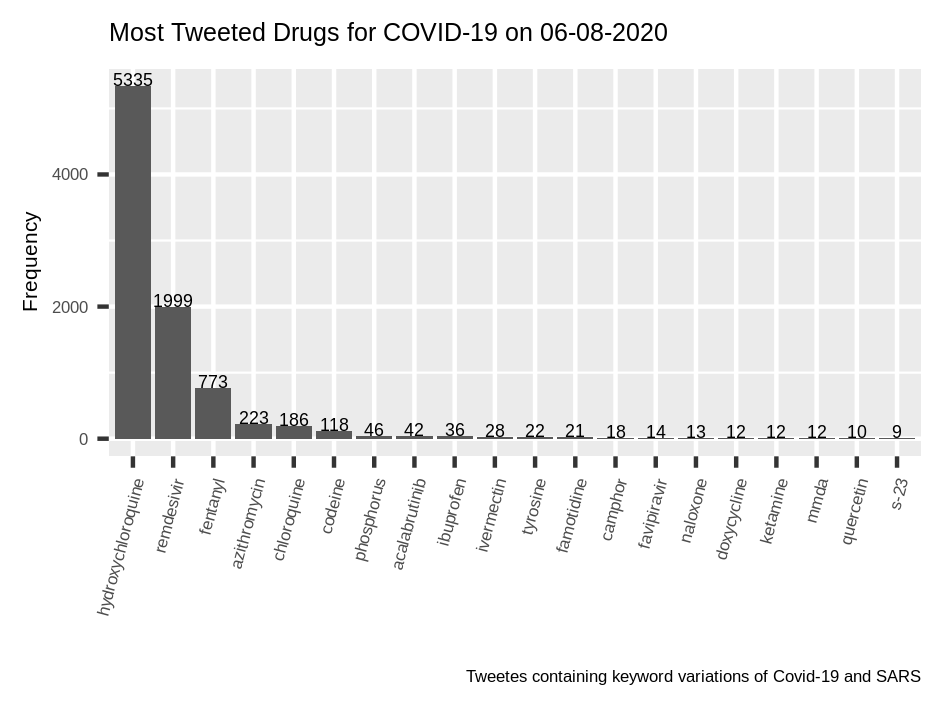 Most Tweeted Drugs for COVID-19 on 06-08-2020
Frequency
4000
2000
0
5335
1999
773
223
186
118
46
42
36
28
22
21
18
14
13
12
12
12
10
9
hydroxychloroquine
remdesivir
fentanyl
azithromycin
chloroquine
codeine
phosphorus
acalabrutinib
ibuprofen
ivermectin
tyrosine
famotidine
camphor
favipiravir
naloxone
doxycycline
ketamine
mmda
quercetin
s-23
Tweetes containing keyword variations of Covid-19 and SARS